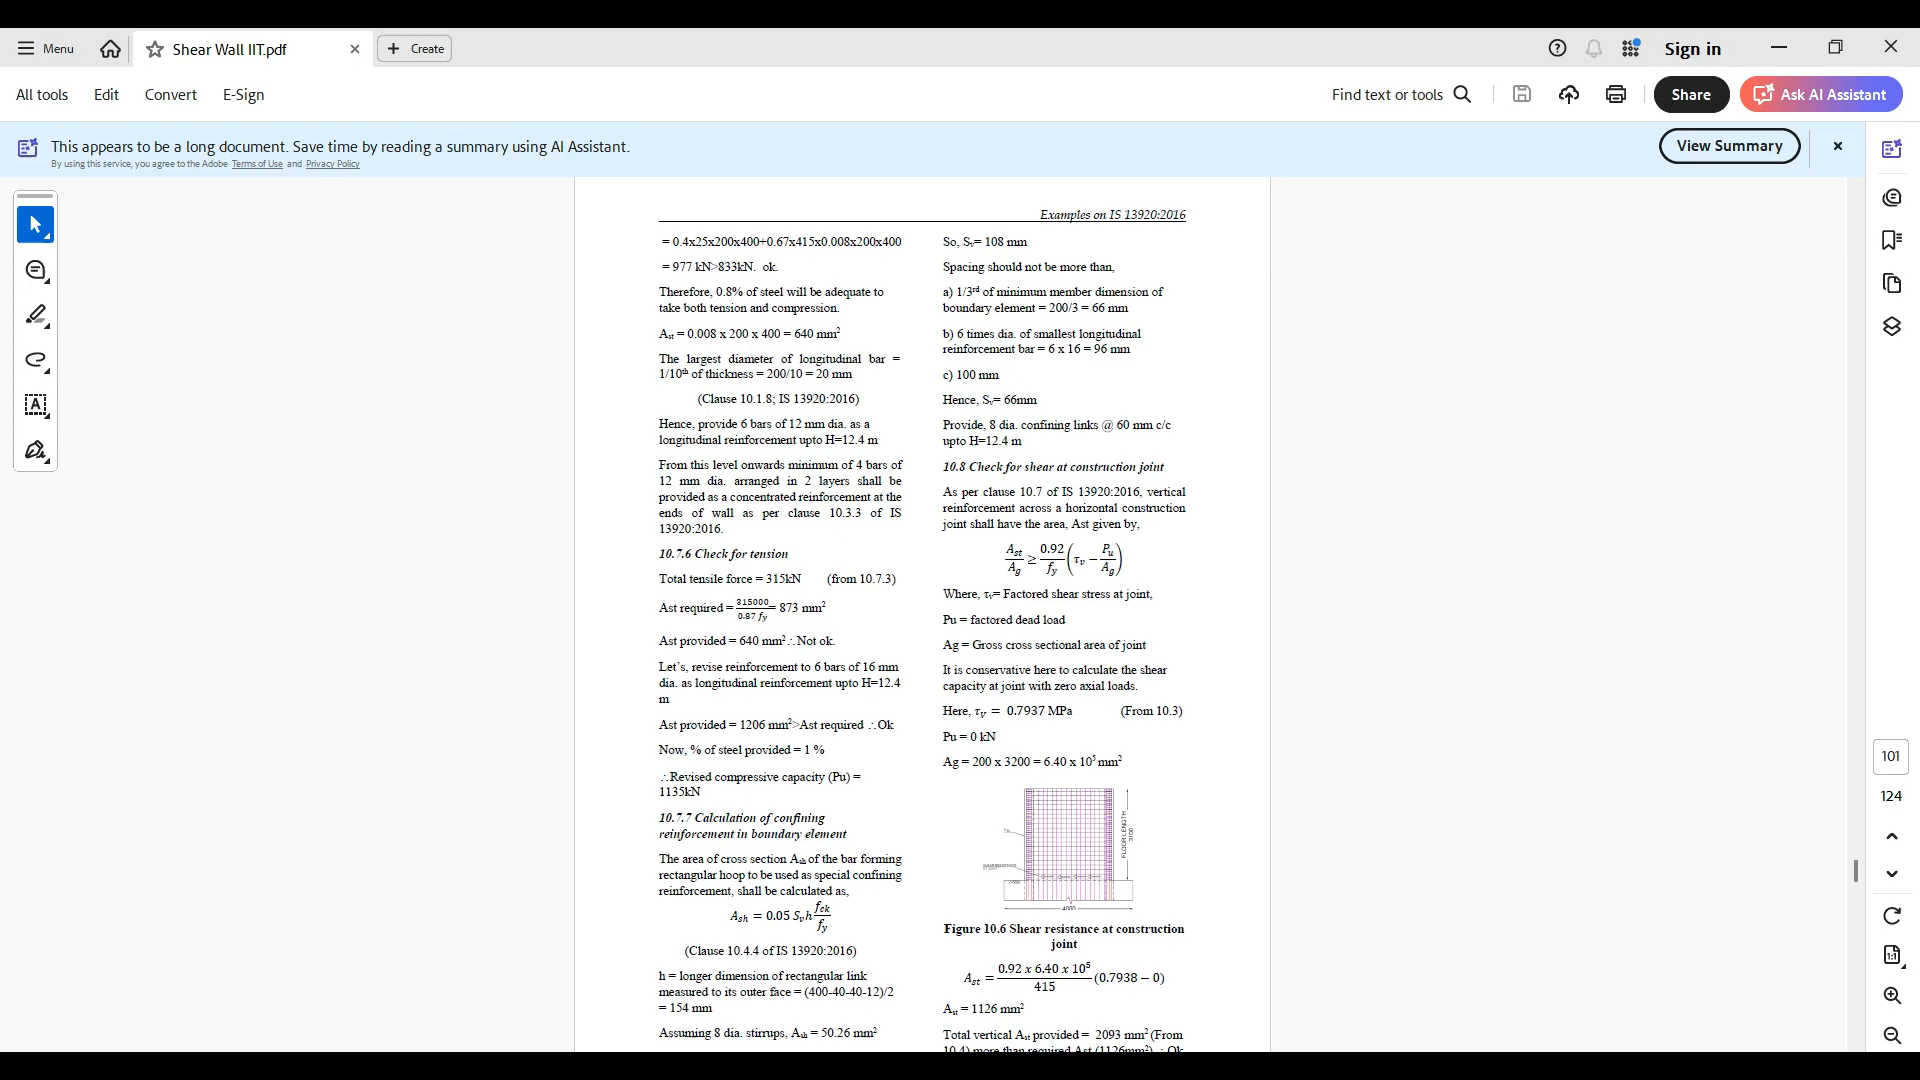 Menu
Shear Wall IIT.pdf
Create
Sign in
All tools
Edit
Convert
E-Sign
Find text or tools
Share
Ask AI Assistant
This appears to be a long document. Save time by reading a summary using AI Assistant.
By using this service, you agree to the Adobe Terms of Use and Privacy Policy
View Summary
Examples on IS 13920:2016
= 0.4x25x200x400+0.67x415x0.008x200x400
= 977 kN>833kN. ok.
Therefore, 0.8% of steel will be adequate to
take both tension and compression.
Ast = 0.008 x 200 x 400 = 640 mm²
The largest diameter of longitudinal bar =
1/10th of thickness = 200/10 = 20 mm
(Clause 10.1.8; IS 13920:2016)
Hence, provide 6 bars of 12 mm dia. as a
longitudinal reinforcement upto H=12.4 m
From this level onwards minimum of 4 bars of
12 mm dia. arranged in 2 layers shall be
provided as a concentrated reinforcement at the
ends of wall as per clause 10.3.3 of IS
13920:2016.
10.7.6 Check for tension
Total tensile force = 315kN (from 10.7.3)
Ast required = 315000/0.87 fy = 873 mm²
Ast provided = 640 mm² ∴Not ok.
Let's, revise reinforcement to 6 bars of 16 mm
dia. as longitudinal reinforcement upto H=12.4
m
Ast provided = 1206 mm²>Ast required ∴Ok
Now, % of steel provided = 1 %
∴Revised compressive capacity (Pu) =
1135kN
10.7.7 Calculation of confining
reinforcement in boundary element
The area of cross section Ash of the bar forming
rectangular hoop to be used as special confining
reinforcement, shall be calculated as,
Ash = 0.05 Svh fck/fy
(Clause 10.4.4 of IS 13920:2016)
h = longer dimension of rectangular link
measured to its outer face = (400-40-40-12)/2
= 154 mm
Assuming 8 dia. stirrups, Ash = 50.26 mm²
So, Sv= 108 mm
Spacing should not be more than,
a) 1/3rd of minimum member dimension of
boundary element = 200/3 = 66 mm
b) 6 times dia. of smallest longitudinal
reinforcement bar = 6 x 16 = 96 mm
c) 100 mm
Hence, Sv= 66mm
Provide, 8 dia. confining links @ 60 mm c/c
upto H=12.4 m
10.8 Check for shear at construction joint
As per clause 10.7 of IS 13920:2016, vertical
reinforcement across a horizontal construction
joint shall have the area, Ast given by,
Ast/Ag ≥ 0.92/fy (τv − Pu/Ag)
Where, τv= Factored shear stress at joint,
Pu = factored dead load
Ag = Gross cross sectional area of joint
It is conservative here to calculate the shear
capacity at joint with zero axial loads.
Here, τV = 0.7937 MPa (From 10.3)
Pu = 0 kN
Ag = 200 x 3200 = 6.40 x 10⁵ mm²
FLOOR LENGTH
3100
4000
Figure 10.6 Shear resistance at construction
joint
Ast = 0.92 x 6.40 x 10⁵/415 (0.7938 − 0)
Ast = 1126 mm²
Total vertical Ast provided = 2093 mm² (From
10.4) more than required Ast (1126mm²) ∴ Ok
101
124